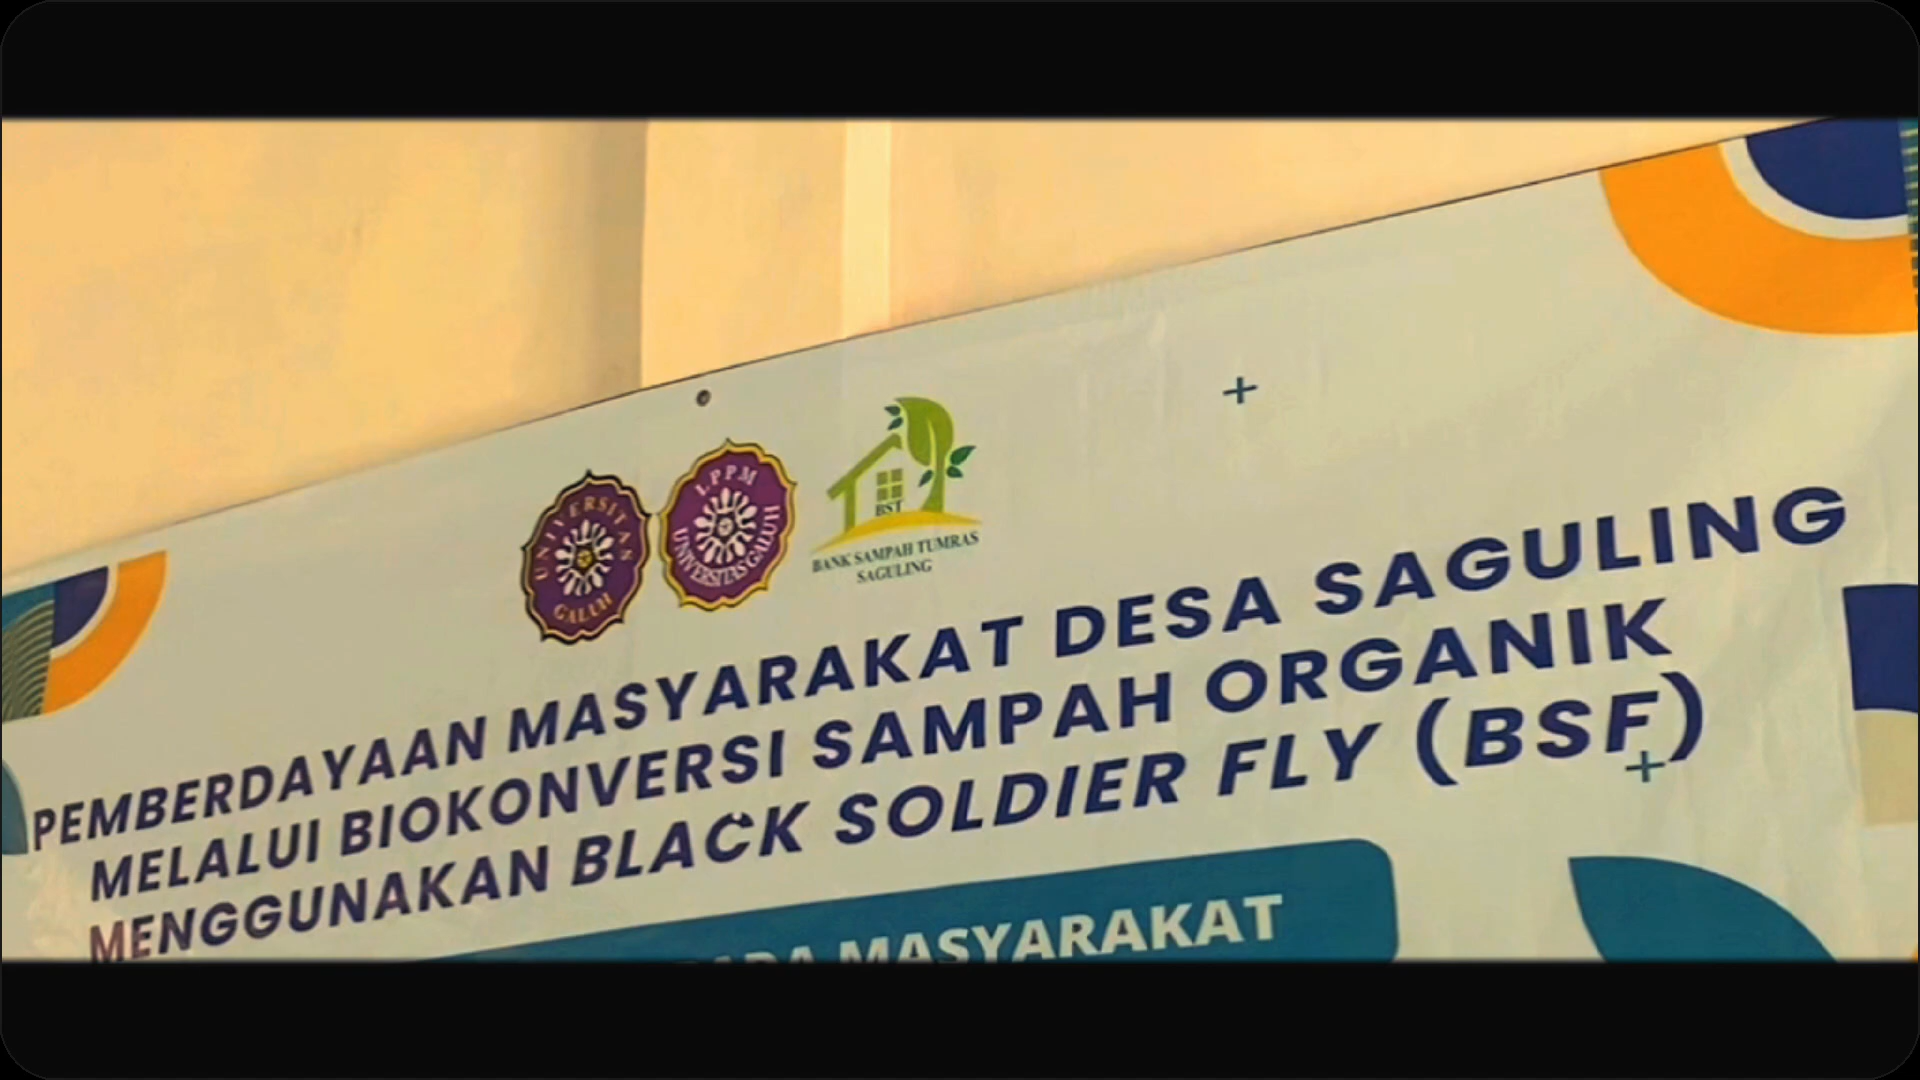 UNIVERSITAS
GALUH
LPPM
UNIVERSITAS GALUH
BST
BANK SAMPAH TUMRAS
SAGULING
PEMBERDAYAAN MASYARAKAT DESA SAGULING
MELALUI BIOKONVERSI SAMPAH ORGANIK
MENGGUNAKAN BLACK SOLDIER FLY (BSF)
MASYARAKAT